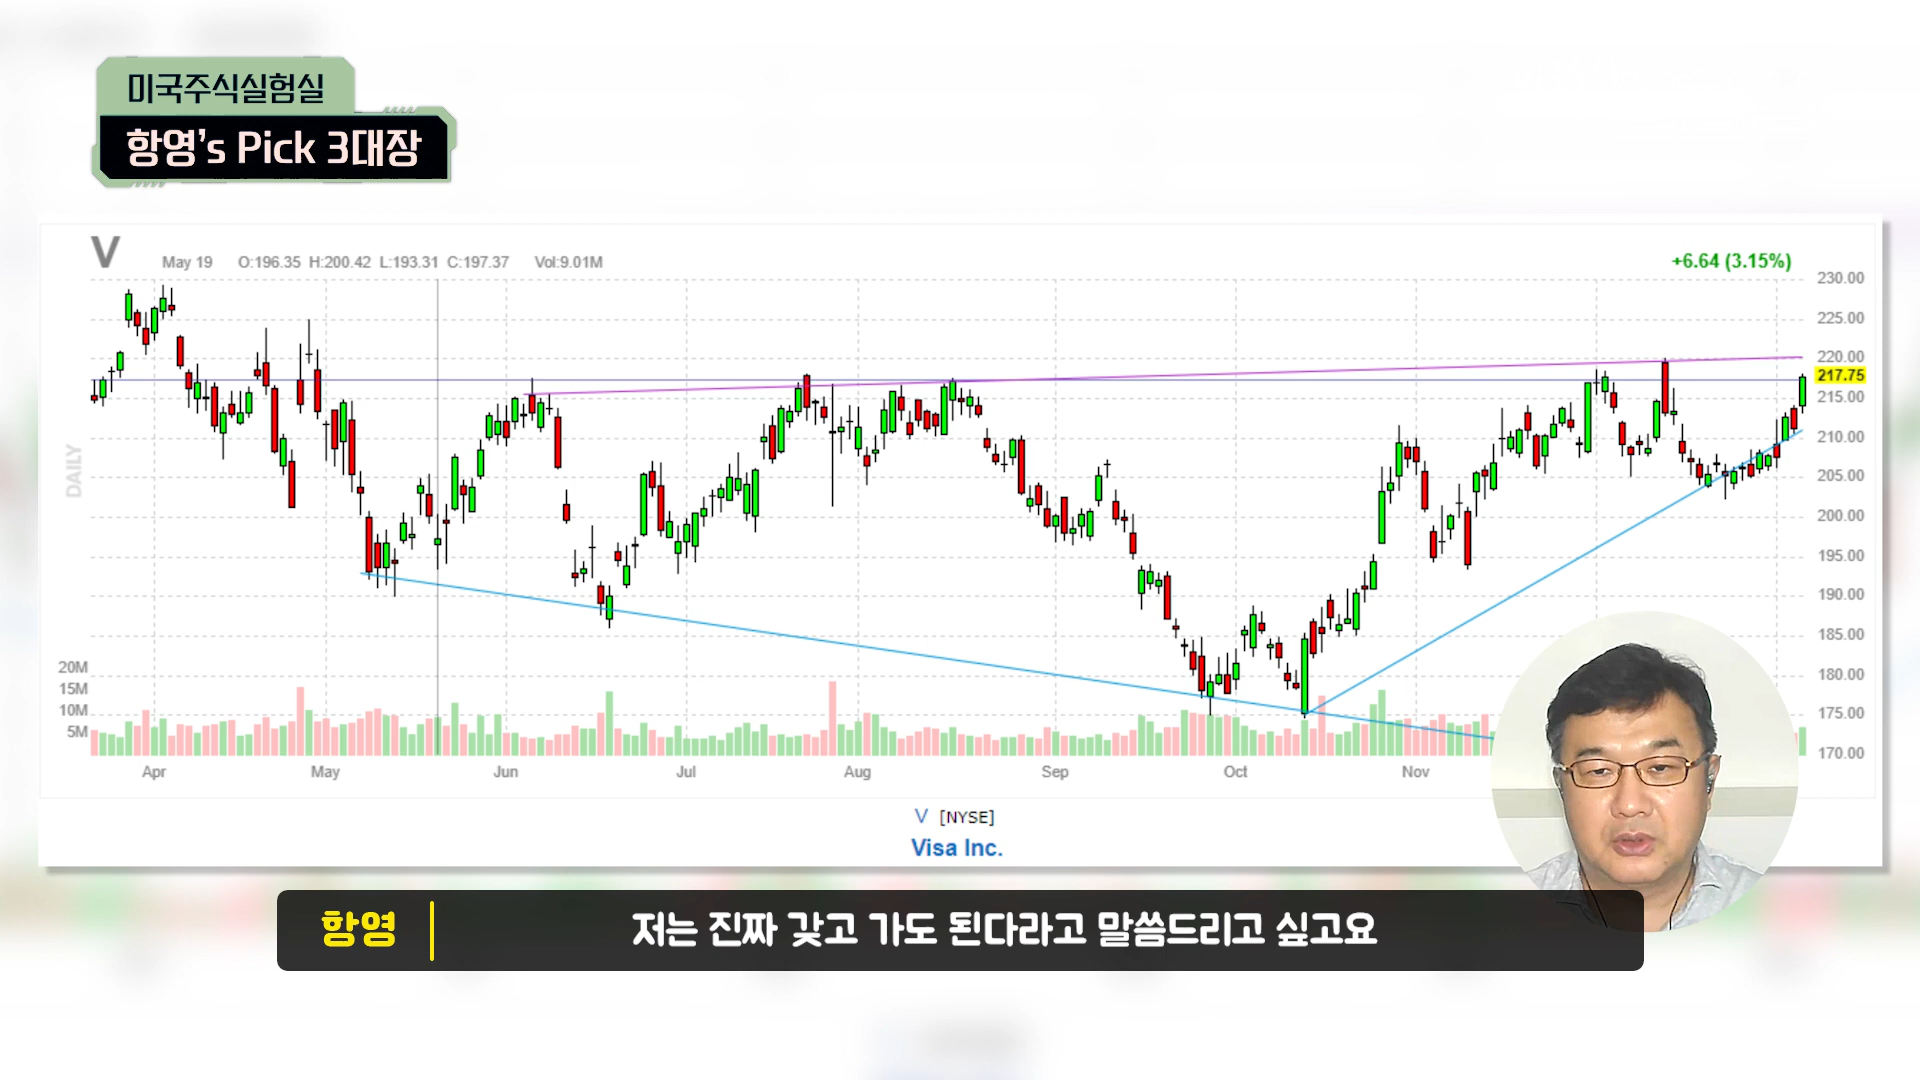 미국주식실험실
항영's Pick 3대장
V
May 19 O:196.35 H:200.42 L:193.31 C:197.37 Vol:9.01M
+6.64 (3.15%)
230.00
225.00
220.00
217.75
215.00
210.00
205.00
200.00
195.00
190.00
185.00
180.00
175.00
170.00
DAILY
20M
15M
10M
5M
Apr May Jun Jul Aug Sep Oct Nov
V [NYSE]
Visa Inc.
항영
저는 진짜 갖고 가도 된다라고 말씀드리고 싶고요